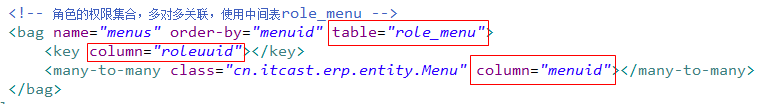 <!-- 角色的权限集合，多对多关联，使用中间表role_menu -->
<bag name="menus" order-by="menuid" table="role_menu">
<key column="roleuuid"></key>
<many-to-many class="cn.itcast.erp.entity.Menu" column="menuid"></many-to-many>
</bag>